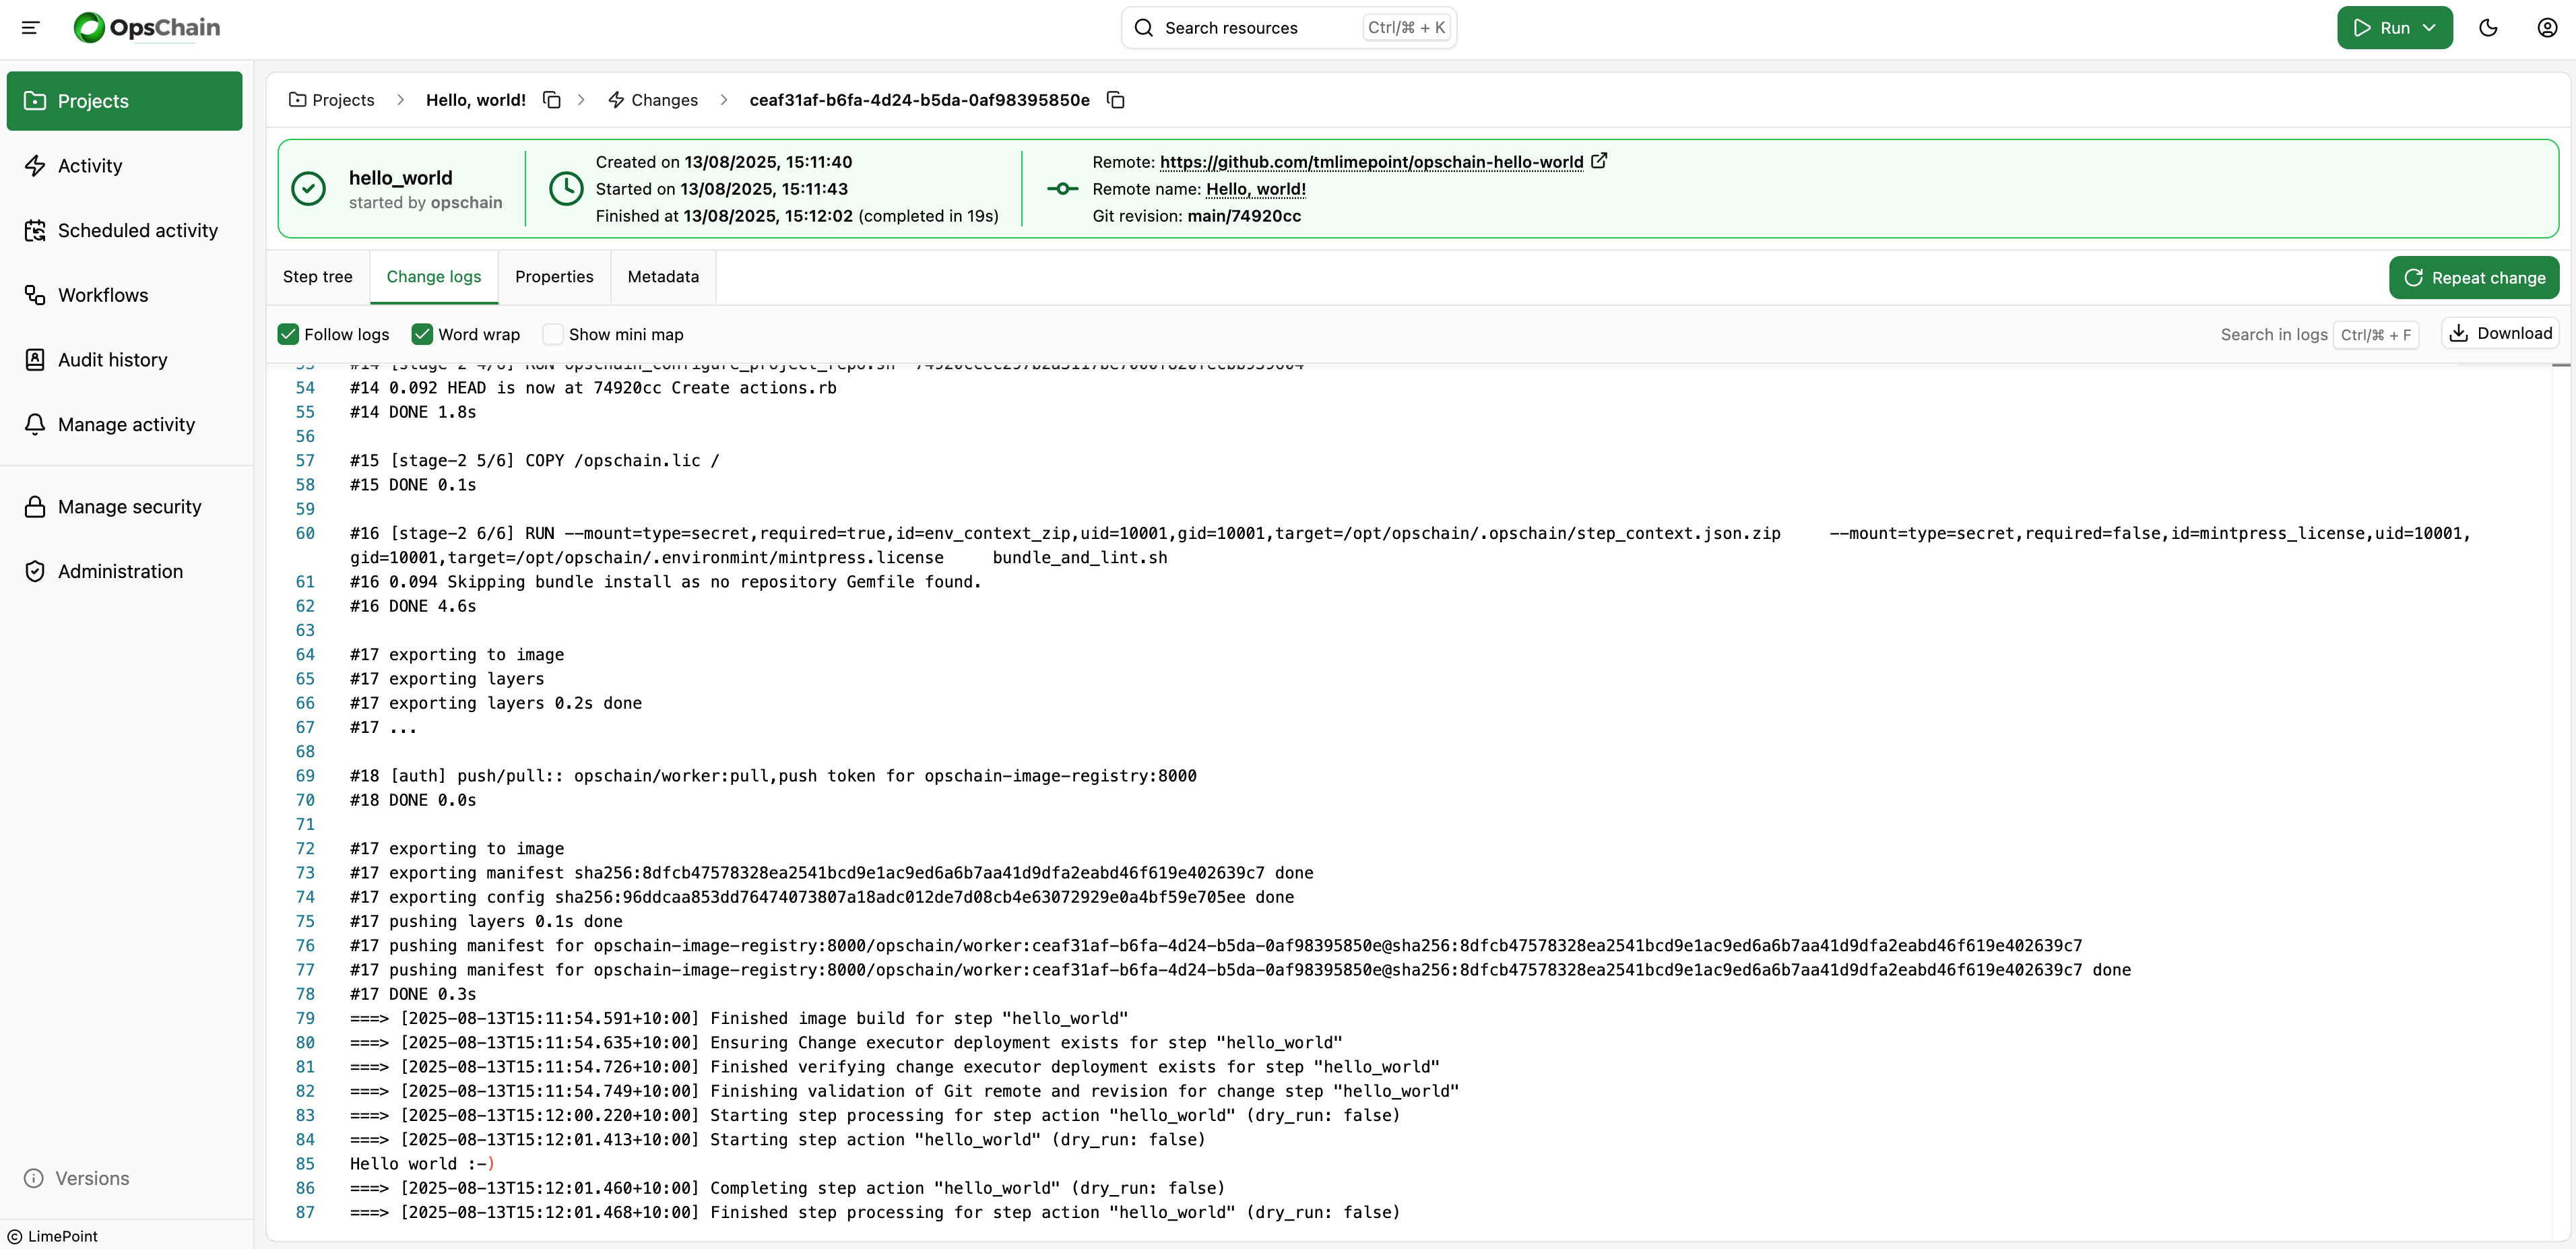 OpsChain
Search resources
Ctrl/⌘ + K
Run
Projects
Activity
Scheduled activity
Workflows
Audit history
Manage activity
Manage security
Administration
Versions
© LimePoint
Projects > Hello, world! > Changes > ceaf31af-b6fa-4d24-b5da-0af98395850e
hello_world
started by opschain
Created on 13/08/2025, 15:11:40
Started on 13/08/2025, 15:11:43
Finished at 13/08/2025, 15:12:02 (completed in 19s)
Remote: https://github.com/tmlimepoint/opschain-hello-world
Remote name: Hello, world!
Git revision: main/74920cc
Step tree
Change logs
Properties
Metadata
Repeat change
Follow logs
Word wrap
Show mini map
Search in logs
Ctrl/⌘ + F
Download
54 #14 0.092 HEAD is now at 74920cc Create actions.rb
55 #14 DONE 1.8s
56
57 #15 [stage-2 5/6] COPY /opschain.lic /
58 #15 DONE 0.1s
59
60 #16 [stage-2 6/6] RUN --mount=type=secret,required=true,id=env_context_zip,uid=10001,gid=10001,target=/opt/opschain/.opschain/step_context.json.zip     --mount=type=secret,required=false,id=mintpress_license,uid=10001,
gid=10001,target=/opt/opschain/.environmint/mintpress.license     bundle_and_lint.sh
61 #16 0.094 Skipping bundle install as no repository Gemfile found.
62 #16 DONE 4.6s
63
64 #17 exporting to image
65 #17 exporting layers
66 #17 exporting layers 0.2s done
67 #17 ...
68
69 #18 [auth] push/pull:: opschain/worker:pull,push token for opschain-image-registry:8000
70 #18 DONE 0.0s
71
72 #17 exporting to image
73 #17 exporting manifest sha256:8dfcb47578328ea2541bcd9e1ac9ed6a6b7aa41d9dfa2eabd46f619e402639c7 done
74 #17 exporting config sha256:96ddcaa853dd76474073807a18adc012de7d08cb4e63072929e0a4bf59e705ee done
75 #17 pushing layers 0.1s done
76 #17 pushing manifest for opschain-image-registry:8000/opschain/worker:ceaf31af-b6fa-4d24-b5da-0af98395850e@sha256:8dfcb47578328ea2541bcd9e1ac9ed6a6b7aa41d9dfa2eabd46f619e402639c7
77 #17 pushing manifest for opschain-image-registry:8000/opschain/worker:ceaf31af-b6fa-4d24-b5da-0af98395850e@sha256:8dfcb47578328ea2541bcd9e1ac9ed6a6b7aa41d9dfa2eabd46f619e402639c7 done
78 #17 DONE 0.3s
79 ===> [2025-08-13T15:11:54.591+10:00] Finished image build for step "hello_world"
80 ===> [2025-08-13T15:11:54.635+10:00] Ensuring Change executor deployment exists for step "hello_world"
81 ===> [2025-08-13T15:11:54.726+10:00] Finished verifying change executor deployment exists for step "hello_world"
82 ===> [2025-08-13T15:11:54.749+10:00] Finishing validation of Git remote and revision for change step "hello_world"
83 ===> [2025-08-13T15:12:00.220+10:00] Starting step processing for step action "hello_world" (dry_run: false)
84 ===> [2025-08-13T15:12:01.413+10:00] Starting step action "hello_world" (dry_run: false)
85 Hello world :-)
86 ===> [2025-08-13T15:12:01.460+10:00] Completing step action "hello_world" (dry_run: false)
87 ===> [2025-08-13T15:12:01.468+10:00] Finished step processing for step action "hello_world" (dry_run: false)